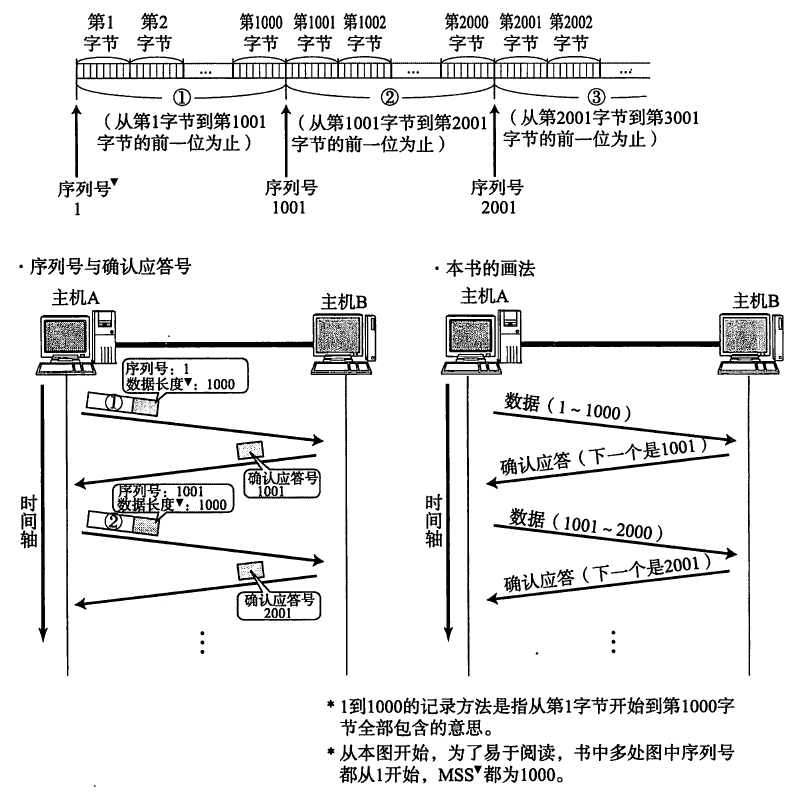 第1 第2 第1000 第1001 第1002 第2000 第2001 第2002
字节 字节 字节 字节 字节 字节 字节 字节
... ... ...
① ② ③
（从第1字节到第1001
字节的前一位为止）
（从第1001字节到第2001
字节的前一位为止）
（从第2001字节到第3001
字节的前一位为止）
序列号▼
1
序列号
1001
序列号
2001
·序列号与确认应答号
主机A
主机B
序列号：1
数据长度▼：1000
①
确认应答号
1001
序列号：1001
数据长度▼：1000
②
确认应答号
2001
时间轴
⋮
·本书的画法
主机A
主机B
数据（1～1000）
确认应答（下一个是1001）
数据（1001～2000）
确认应答（下一个是2001）
时间轴
⋮
* 1到1000的记录方法是指从第1字节开始到第1000字
节全部包含的意思。
* 从本图开始，为了易于阅读，书中多处图中序列号
都从1开始，MSS▼都为1000。